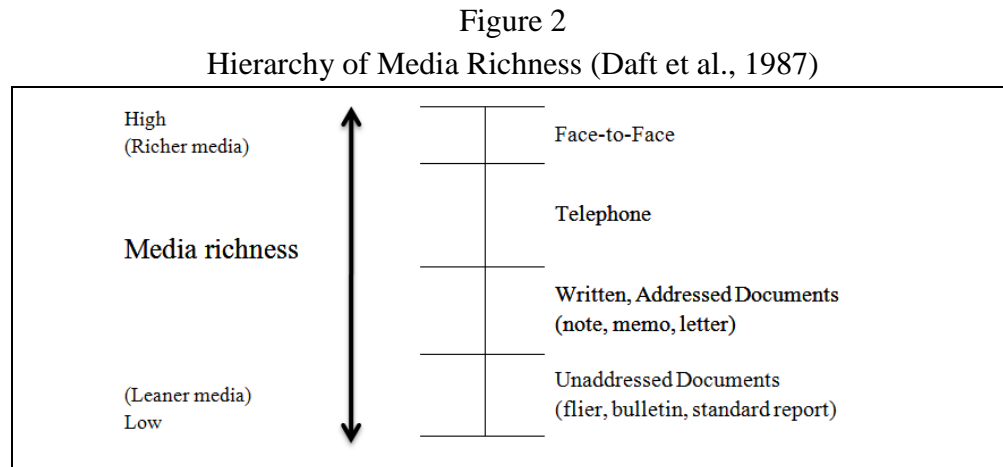 Figure 2
Hierarchy of Media Richness (Daft et al., 1987)
High
(Richer media)
Face-to-Face
Telephone
Media richness
Written, Addressed Documents
(note, memo, letter)
Unaddressed Documents
(flier, bulletin, standard report)
(Leaner media)
Low